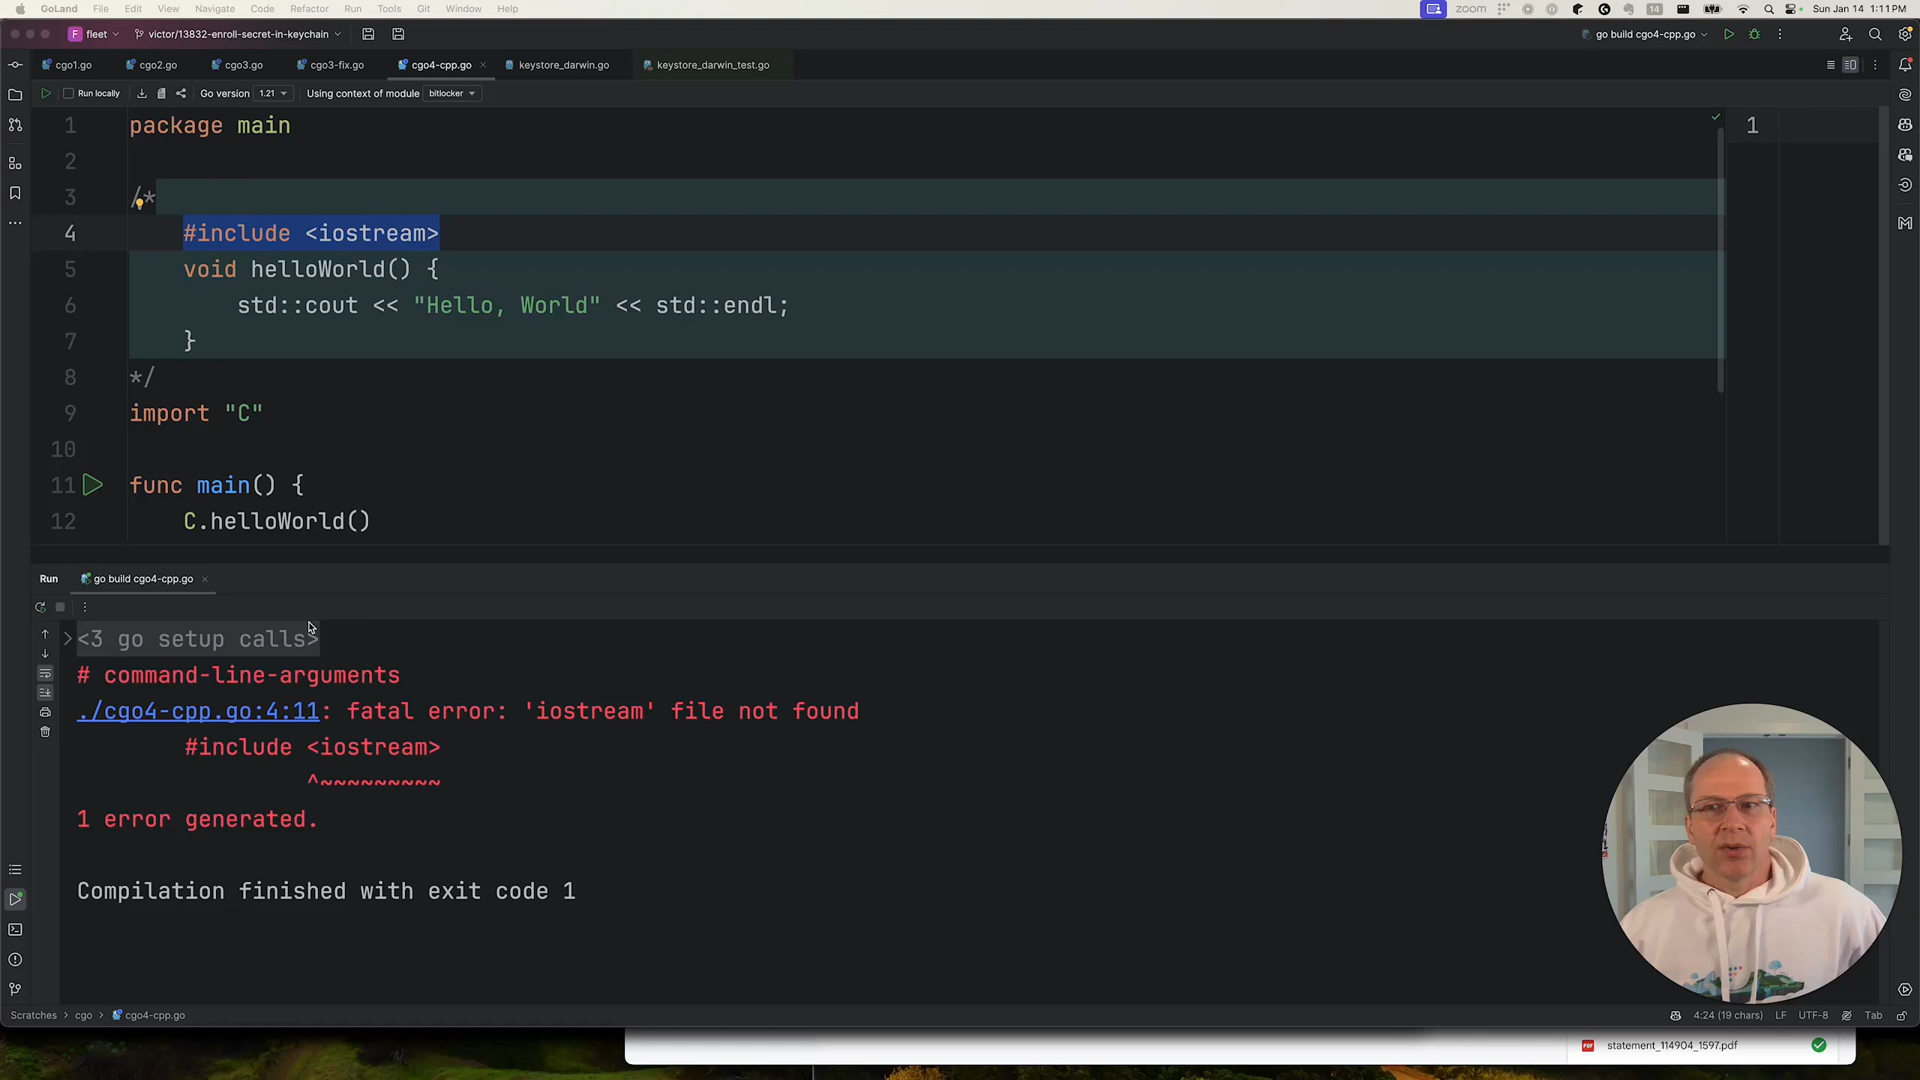 GoLand File Edit View Navigate Code Refactor Run Tools Git Window Help zoom 14 Sun Jan 14 1:11 PM
F fleet victor/13832-enroll-secret-in-keychain go build cgo4-cpp.go
cgo1.go cgo2.go cgo3.go cgo3-fix.go cgo4-cpp.go keystore_darwin.go keystore_darwin_test.go
Run locally Go version 1.21 Using context of module bitlocker
1 package main 1
2
3 /*
4 #include <iostream>
5 void helloWorld() {
6 std::cout << "Hello, World" << std::endl;
7 }
8 */
9 import "C"
10
11 func main() {
12 C.helloWorld()
Run go build cgo4-cpp.go
<3 go setup calls>
# command-line-arguments
./cgo4-cpp.go:4:11: fatal error: 'iostream' file not found
#include <iostream>
^~~~~~~~~~
1 error generated.
Compilation finished with exit code 1
Scratches cgo cgo4-cpp.go 4:24 (19 chars) LF UTF-8 Tab
PDF statement_114904_1597.pdf